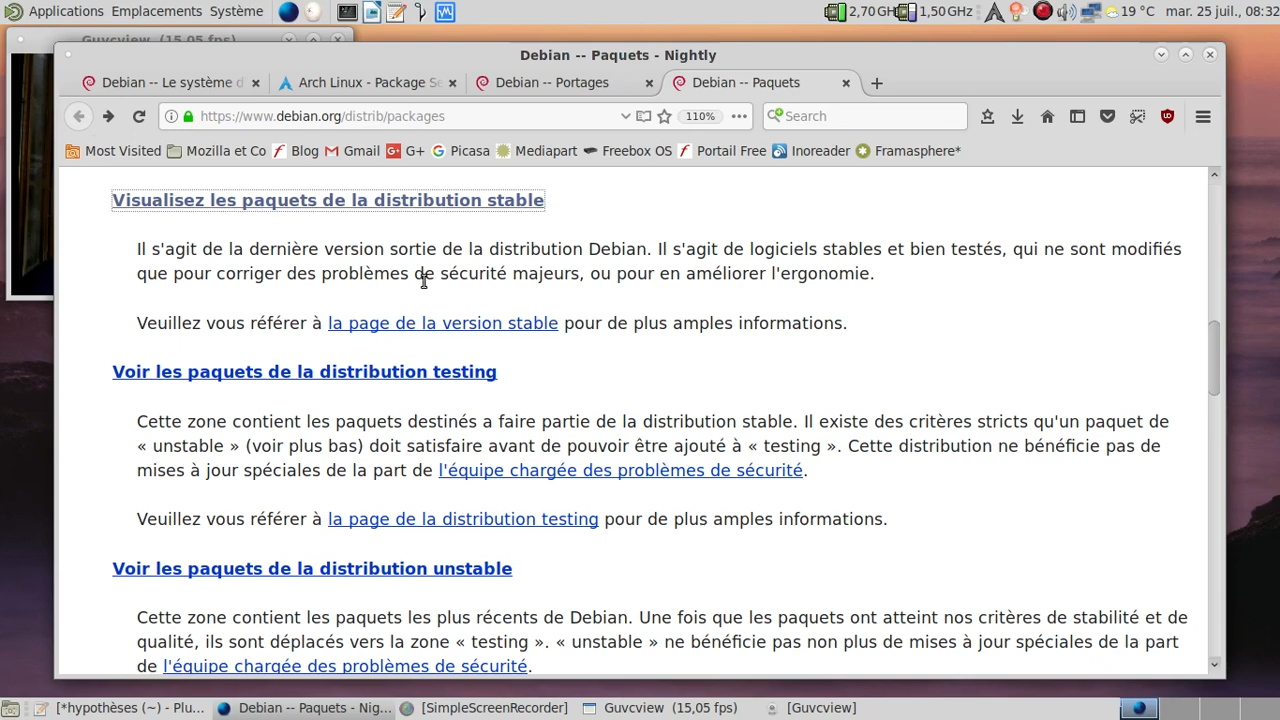 Applications Emplacements Système 2,70 GH 1,50 GHZ 19 °C mar. 25 juil., 08:32
Guvcview (15,05 fps)
Debian -- Paquets - Nightly
Debian -- Le système d Arch Linux - Package Se Debian -- Portages Debian -- Paquets
https://www.debian.org/distrib/packages 110% Search
Most Visited Mozilla et Co Blog Gmail G+ Picasa Mediapart Freebox OS Portail Free Inoreader Framasphere*
Visualisez les paquets de la distribution stable
Il s'agit de la dernière version sortie de la distribution Debian. Il s'agit de logiciels stables et bien testés, qui ne sont modifiés
que pour corriger des problèmes de sécurité majeurs, ou pour en améliorer l'ergonomie.
Veuillez vous référer à la page de la version stable pour de plus amples informations.
Voir les paquets de la distribution testing
Cette zone contient les paquets destinés a faire partie de la distribution stable. Il existe des critères stricts qu'un paquet de
« unstable » (voir plus bas) doit satisfaire avant de pouvoir être ajouté à « testing ». Cette distribution ne bénéficie pas de
mises à jour spéciales de la part de l'équipe chargée des problèmes de sécurité.
Veuillez vous référer à la page de la distribution testing pour de plus amples informations.
Voir les paquets de la distribution unstable
Cette zone contient les paquets les plus récents de Debian. Une fois que les paquets ont atteint nos critères de stabilité et de
qualité, ils sont déplacés vers la zone « testing ». « unstable » ne bénéficie pas non plus de mises à jour spéciales de la part
de l'équipe chargée des problèmes de sécurité.
[*hypothèses (~) - Plu... Debian -- Paquets - Nig... [SimpleScreenRecorder] Guvcview (15,05 fps) [Guvcview]